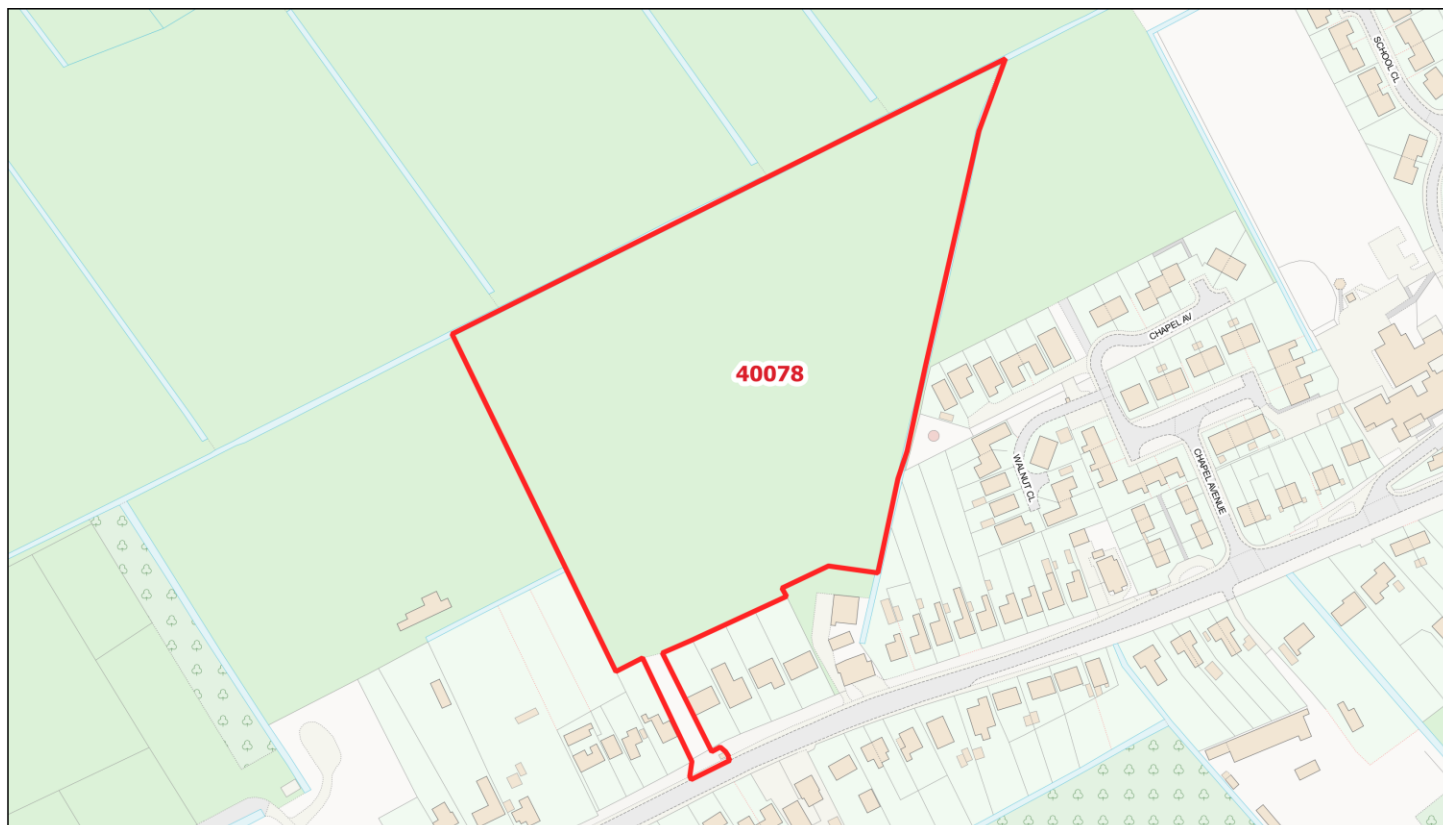 SCHOOL CL
CHAPEL AV
40078
WALNUT CL
CHAPEL AVENUE